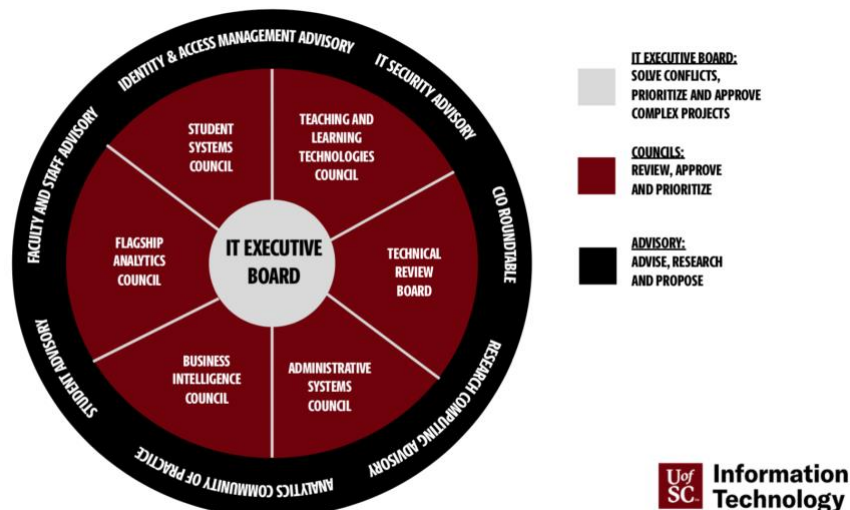 IDENTITY & ACCESS MANAGEMENT ADVISORY
IT SECURITY ADVISORY
CIO ROUNDTABLE
RESEARCH COMPUTING ADVISORY
ANALYTICS COMMUNITY OF PRACTICE
STUDENT ADVISORY
FACULTY AND STAFF ADVISORY
STUDENT
SYSTEMS
COUNCIL
TEACHING AND
LEARNING
TECHNOLOGIES
COUNCIL
TECHNICAL
REVIEW
BOARD
ADMINISTRATIVE
SYSTEMS
COUNCIL
BUSINESS
INTELLIGENCE
COUNCIL
FLAGSHIP
ANALYTICS
COUNCIL
IT EXECUTIVE
BOARD
IT EXECUTIVE BOARD:
SOLVE CONFLICTS,
PRIORITIZE AND APPROVE
COMPLEX PROJECTS
COUNCILS:
REVIEW, APPROVE
AND PRIORITIZE
ADVISORY:
ADVISE, RESEARCH
AND PROPOSE
Uof
SC
Information
Technology